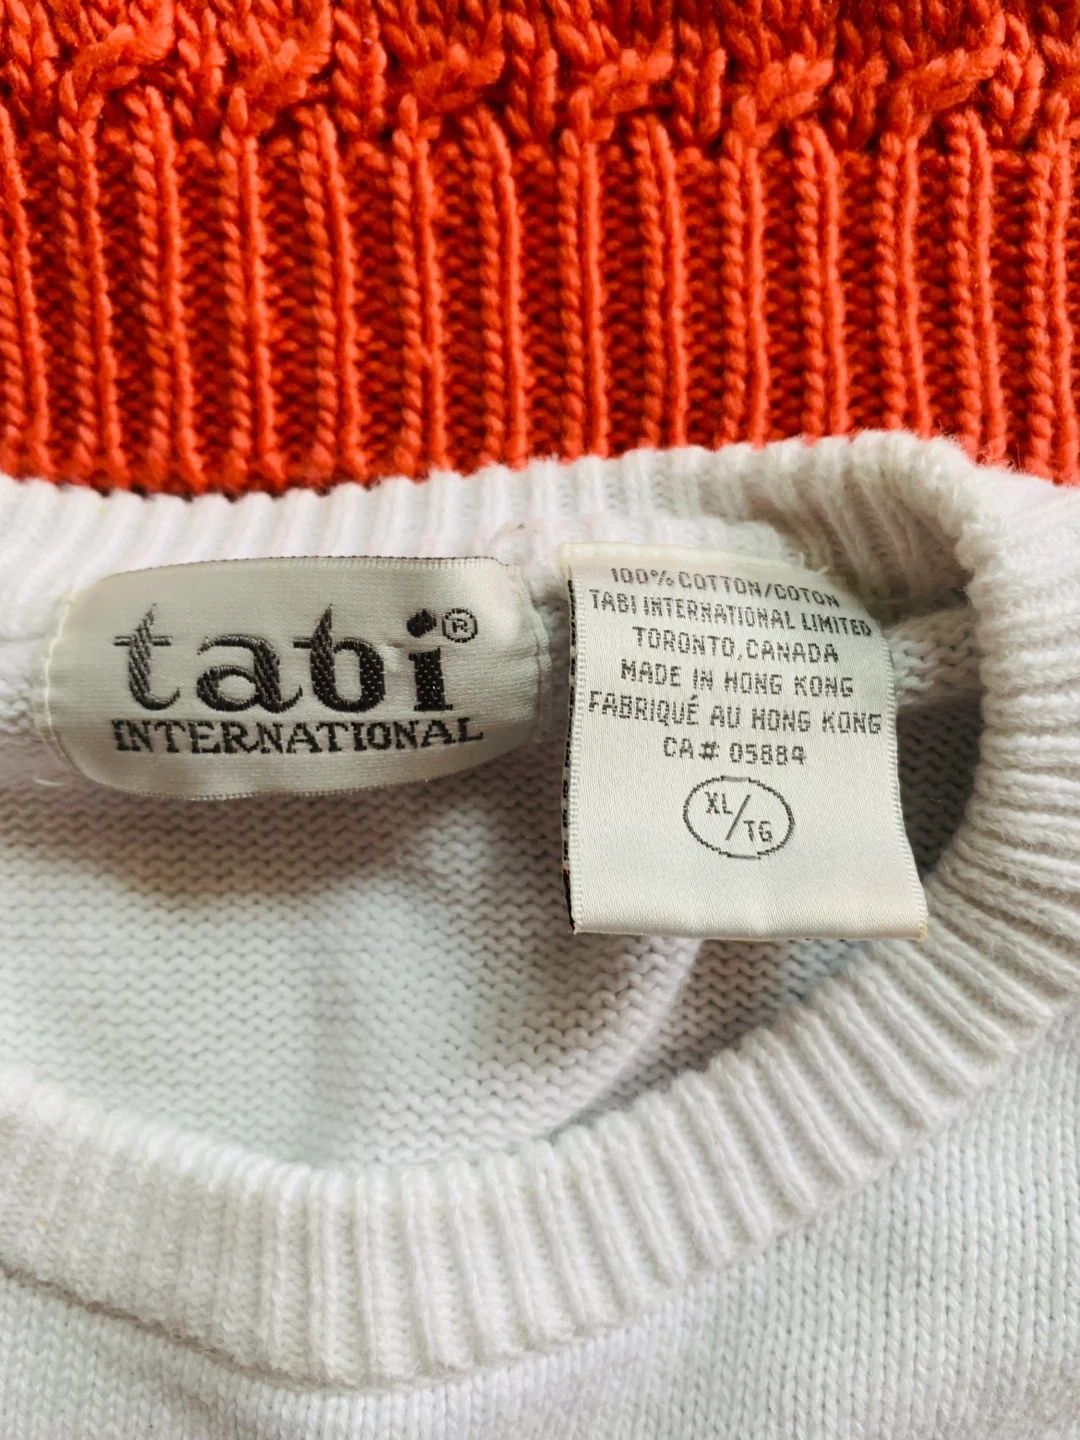 tabi®
INTERNATIONAL
100% COTTON/COTON
TABI INTERNATIONAL LIMITED
TORONTO, CANADA
MADE IN HONG KONG
FABRIQUÉ AU HONG KONG
CA# 05884
XL/TG